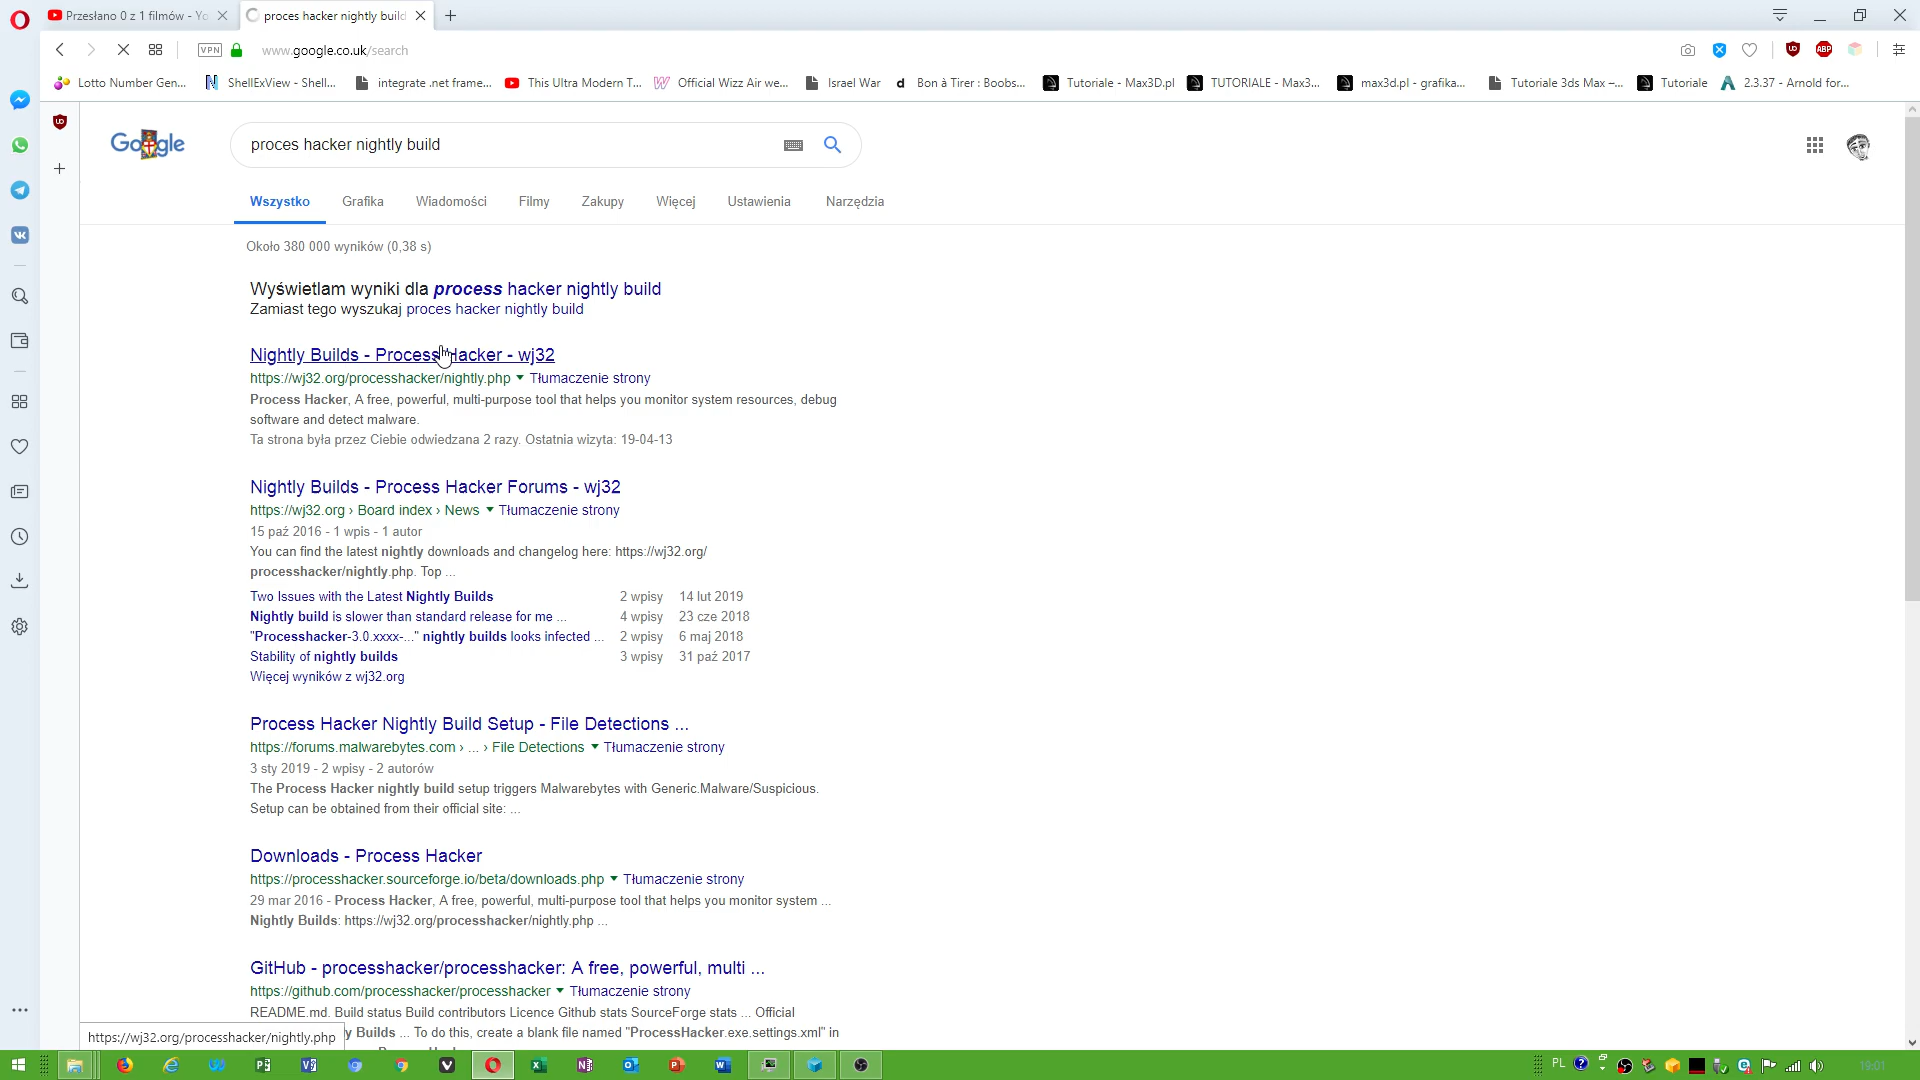 Przesłano 0 z 1 filmów - Yo
proces hacker nightly build
VPN
www.google.co.uk/search
ABP
Lotto Number Gen...
ShellExView - Shell...
integrate .net frame...
This Ultra Modern T...
Official Wizz Air we...
Israel War
Bon à Tirer : Boobs...
Tutoriale - Max3D.pl
TUTORIALE - Max3...
max3d.pl - grafika...
Tutoriale 3ds Max –...
Tutoriale
2.3.37 - Arnold for...
Google
proces hacker nightly build
Wszystko
Grafika
Wiadomości
Filmy
Zakupy
Więcej
Ustawienia
Narzędzia
Około 380 000 wyników (0,38 s)
Wyświetlam wyniki dla process hacker nightly build
Zamiast tego wyszukaj proces hacker nightly build
Nightly Builds - Process Hacker - wj32
https://wj32.org/processhacker/nightly.php Tłumaczenie strony
Process Hacker, A free, powerful, multi-purpose tool that helps you monitor system resources, debug
software and detect malware.
Ta strona była przez Ciebie odwiedzana 2 razy. Ostatnia wizyta: 19-04-13
Nightly Builds - Process Hacker Forums - wj32
https://wj32.org › Board index › News Tłumaczenie strony
15 paź 2016 - 1 wpis - 1 autor
You can find the latest nightly downloads and changelog here: https://wj32.org/
processhacker/nightly.php. Top ...
Two Issues with the Latest Nightly Builds 2 wpisy 14 lut 2019
Nightly build is slower than standard release for me ... 4 wpisy 23 cze 2018
"Processhacker-3.0.xxxx-..." nightly builds looks infected ... 2 wpisy 6 maj 2018
Stability of nightly builds 3 wpisy 31 paź 2017
Więcej wyników z wj32.org
Process Hacker Nightly Build Setup - File Detections ...
https://forums.malwarebytes.com › ... › File Detections Tłumaczenie strony
3 sty 2019 - 2 wpisy - 2 autorów
The Process Hacker nightly build setup triggers Malwarebytes with Generic.Malware/Suspicious.
Setup can be obtained from their official site: ...
Downloads - Process Hacker
https://processhacker.sourceforge.io/beta/downloads.php Tłumaczenie strony
29 mar 2016 - Process Hacker, A free, powerful, multi-purpose tool that helps you monitor system ...
Nightly Builds: https://wj32.org/processhacker/nightly.php ...
GitHub - processhacker/processhacker: A free, powerful, multi ...
https://github.com/processhacker/processhacker Tłumaczenie strony
README.md. Build status Build contributors Licence Github stats SourceForge stats ... Official
y Builds ... To do this, create a blank file named "ProcessHacker.exe.settings.xml" in
https://wj32.org/processhacker/nightly.php
PL
19:01